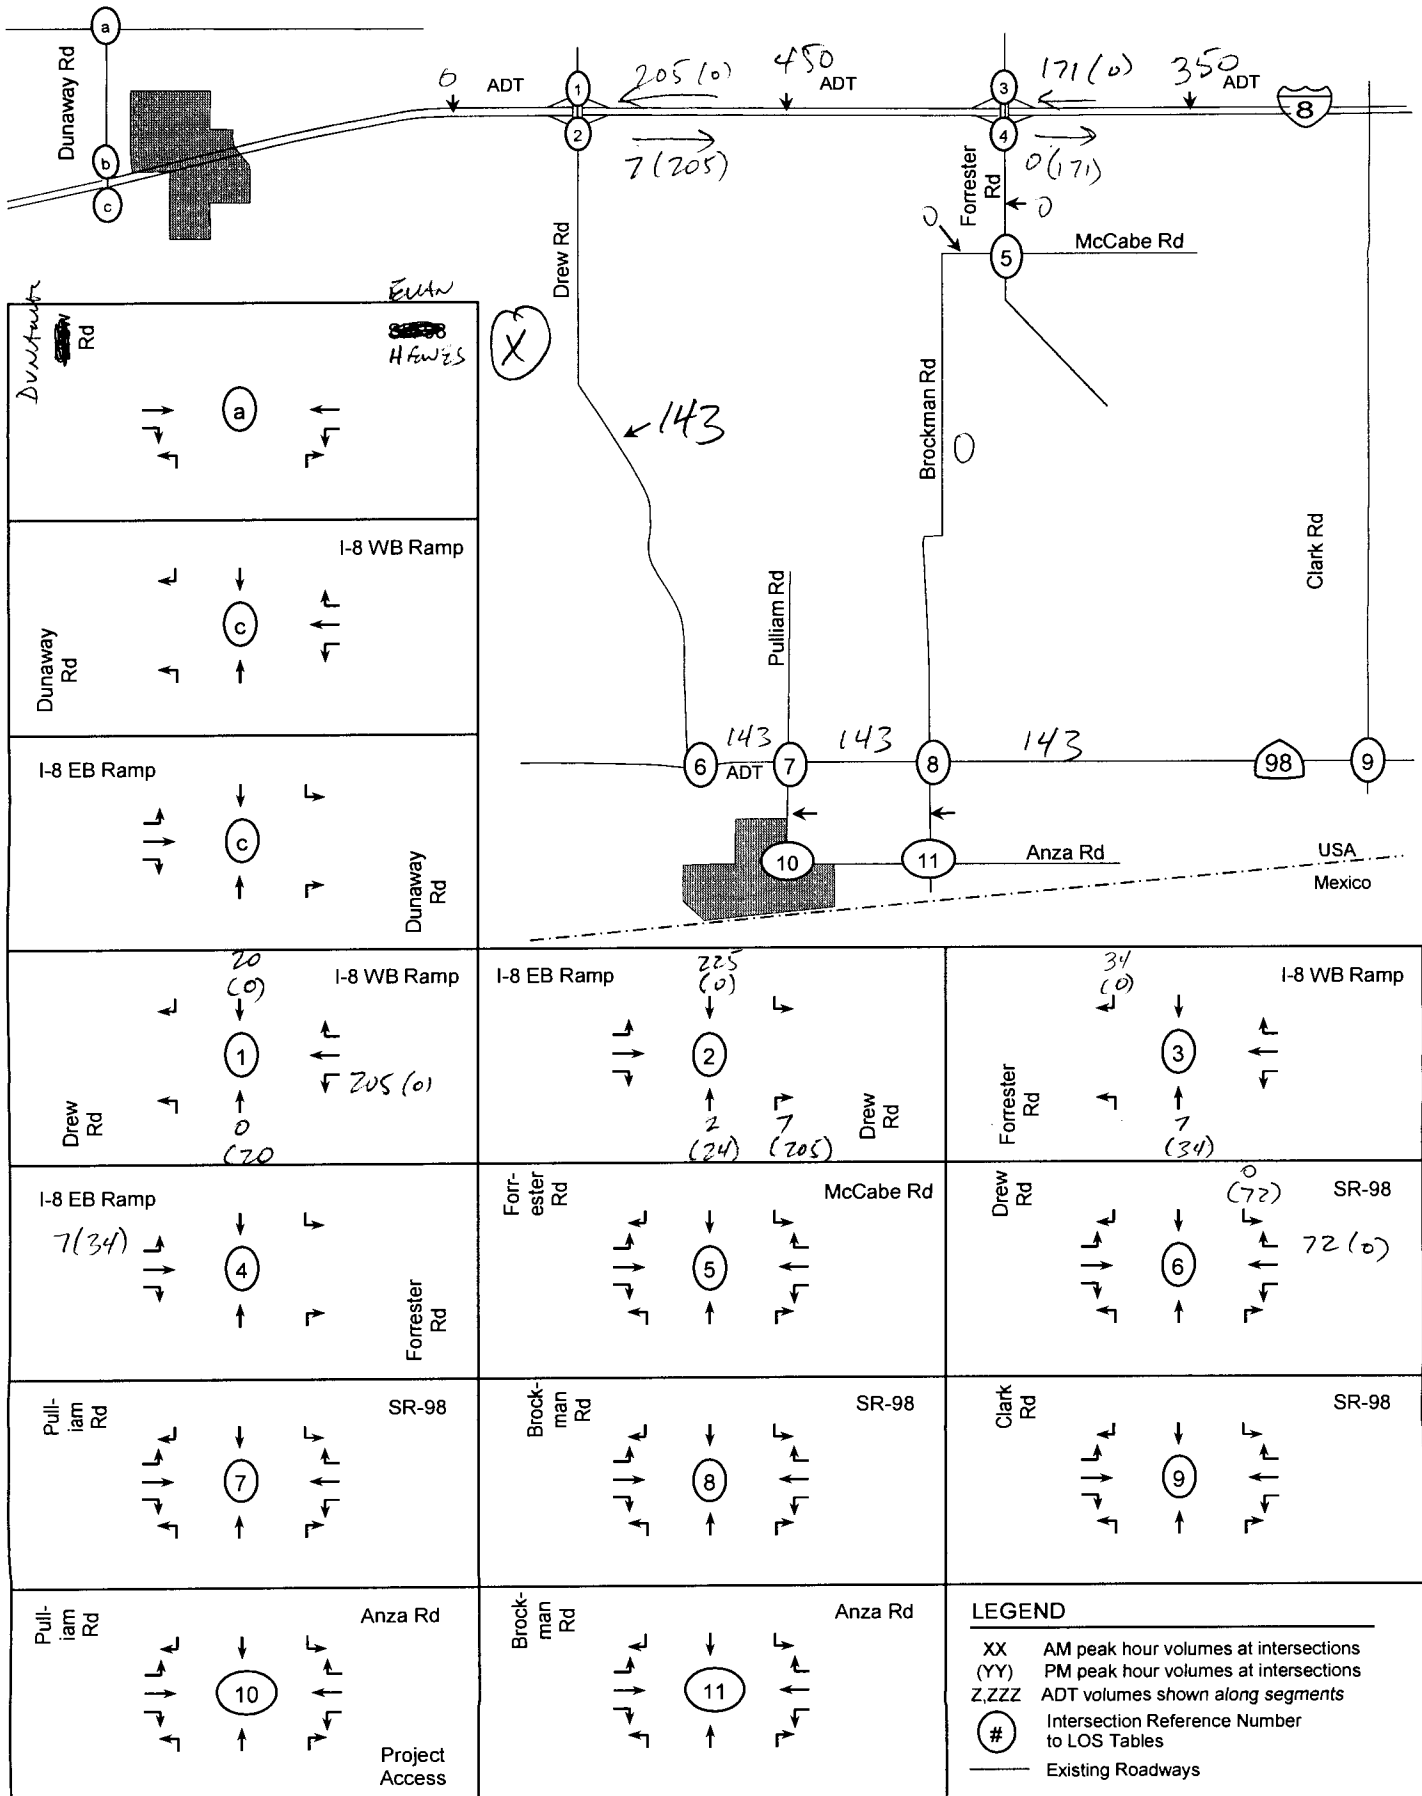 a
Dunaway Rd
b
c
0
ADT
1
2
205(0)
7(205)
450
ADT
3
4
171(0)
0(171)
350
ADT
8
Drew Rd
Forrester
Rd
0
0
5
McCabe Rd
Brockman Rd
0
143
Pulliam Rd
Clark Rd
6
143
ADT
7
143
8
143
98
9
10
11
Anza Rd
USA
Mexico
X
Rd
EVAN
HEWES
a
I-8 WB Ramp
c
Dunaway
Rd
I-8 EB Ramp
c
Dunaway
Rd
20
(0)
I-8 WB Ramp
1
205(0)
Drew
Rd
0
(20
I-8 EB Ramp
225
(0)
2
2
(24)
7
(205)
Drew
Rd
34
(0)
I-8 WB Ramp
3
Forrester
Rd
7
(34)
I-8 EB Ramp
7(34)
4
Forrester
Rd
Forr-
ester
Rd
McCabe Rd
5
Drew
Rd
0
(72)
SR-98
72(0)
6
Pull-
iam
Rd
SR-98
7
Brock-
man
Rd
SR-98
8
Clark
Rd
SR-98
9
Pull-
iam
Rd
Anza Rd
10
Project
Access
Brock-
man
Rd
Anza Rd
11
LEGEND
XX AM peak hour volumes at intersections
(YY) PM peak hour volumes at intersections
Z,ZZZ ADT volumes shown along segments
# Intersection Reference Number
to LOS Tables
Existing Roadways